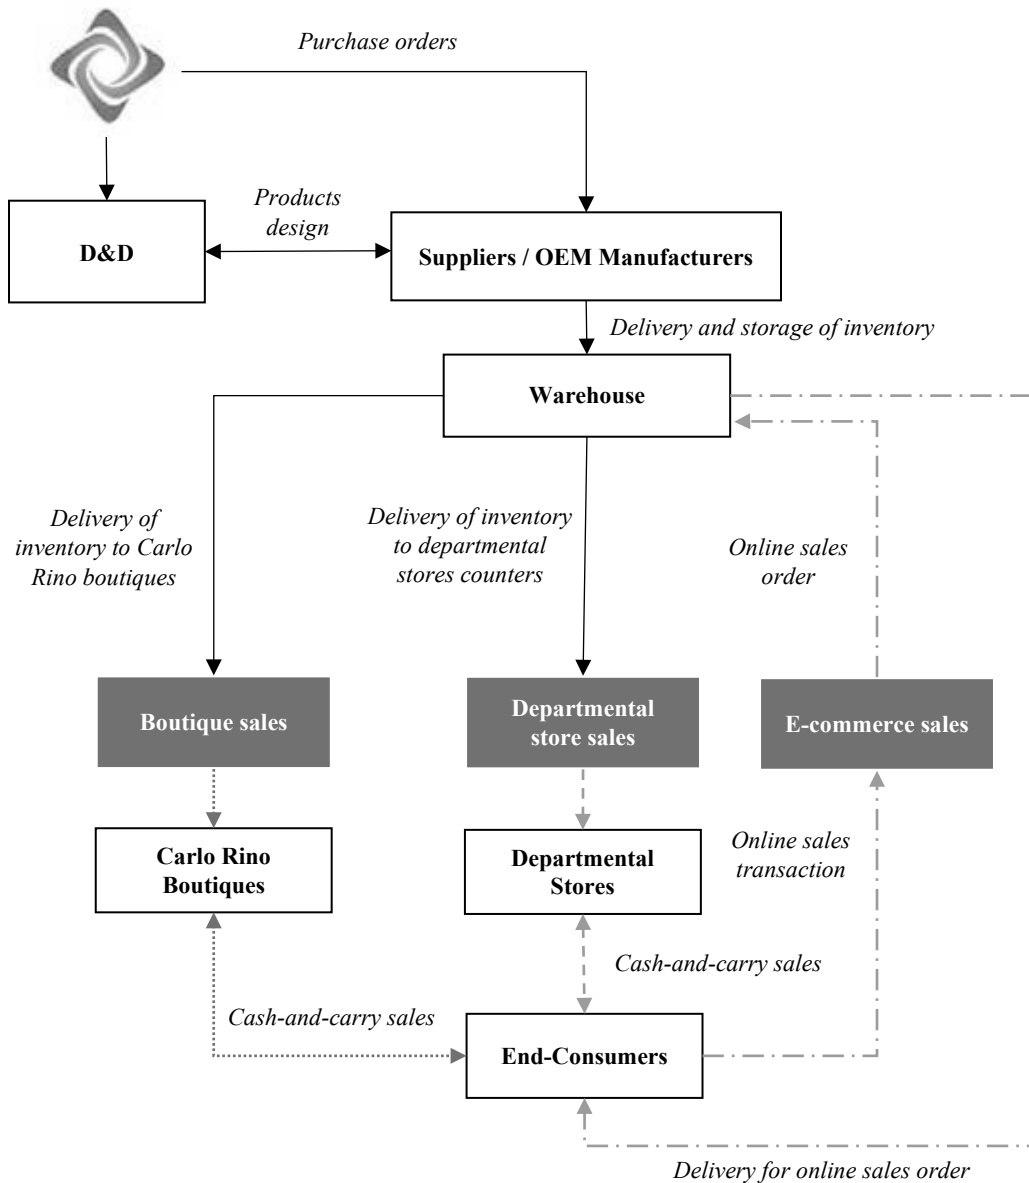 Purchase orders
Products
design
D&D
Suppliers / OEM Manufacturers
Delivery and storage of inventory
Warehouse
Delivery of
inventory to Carlo
Rino boutiques
Delivery of inventory
to departmental
stores counters
Online sales
order
Boutique sales
Departmental
store sales
E-commerce sales
Carlo Rino
Boutiques
Departmental
Stores
Online sales
transaction
Cash-and-carry sales
Cash-and-carry sales
End-Consumers
Delivery for online sales order